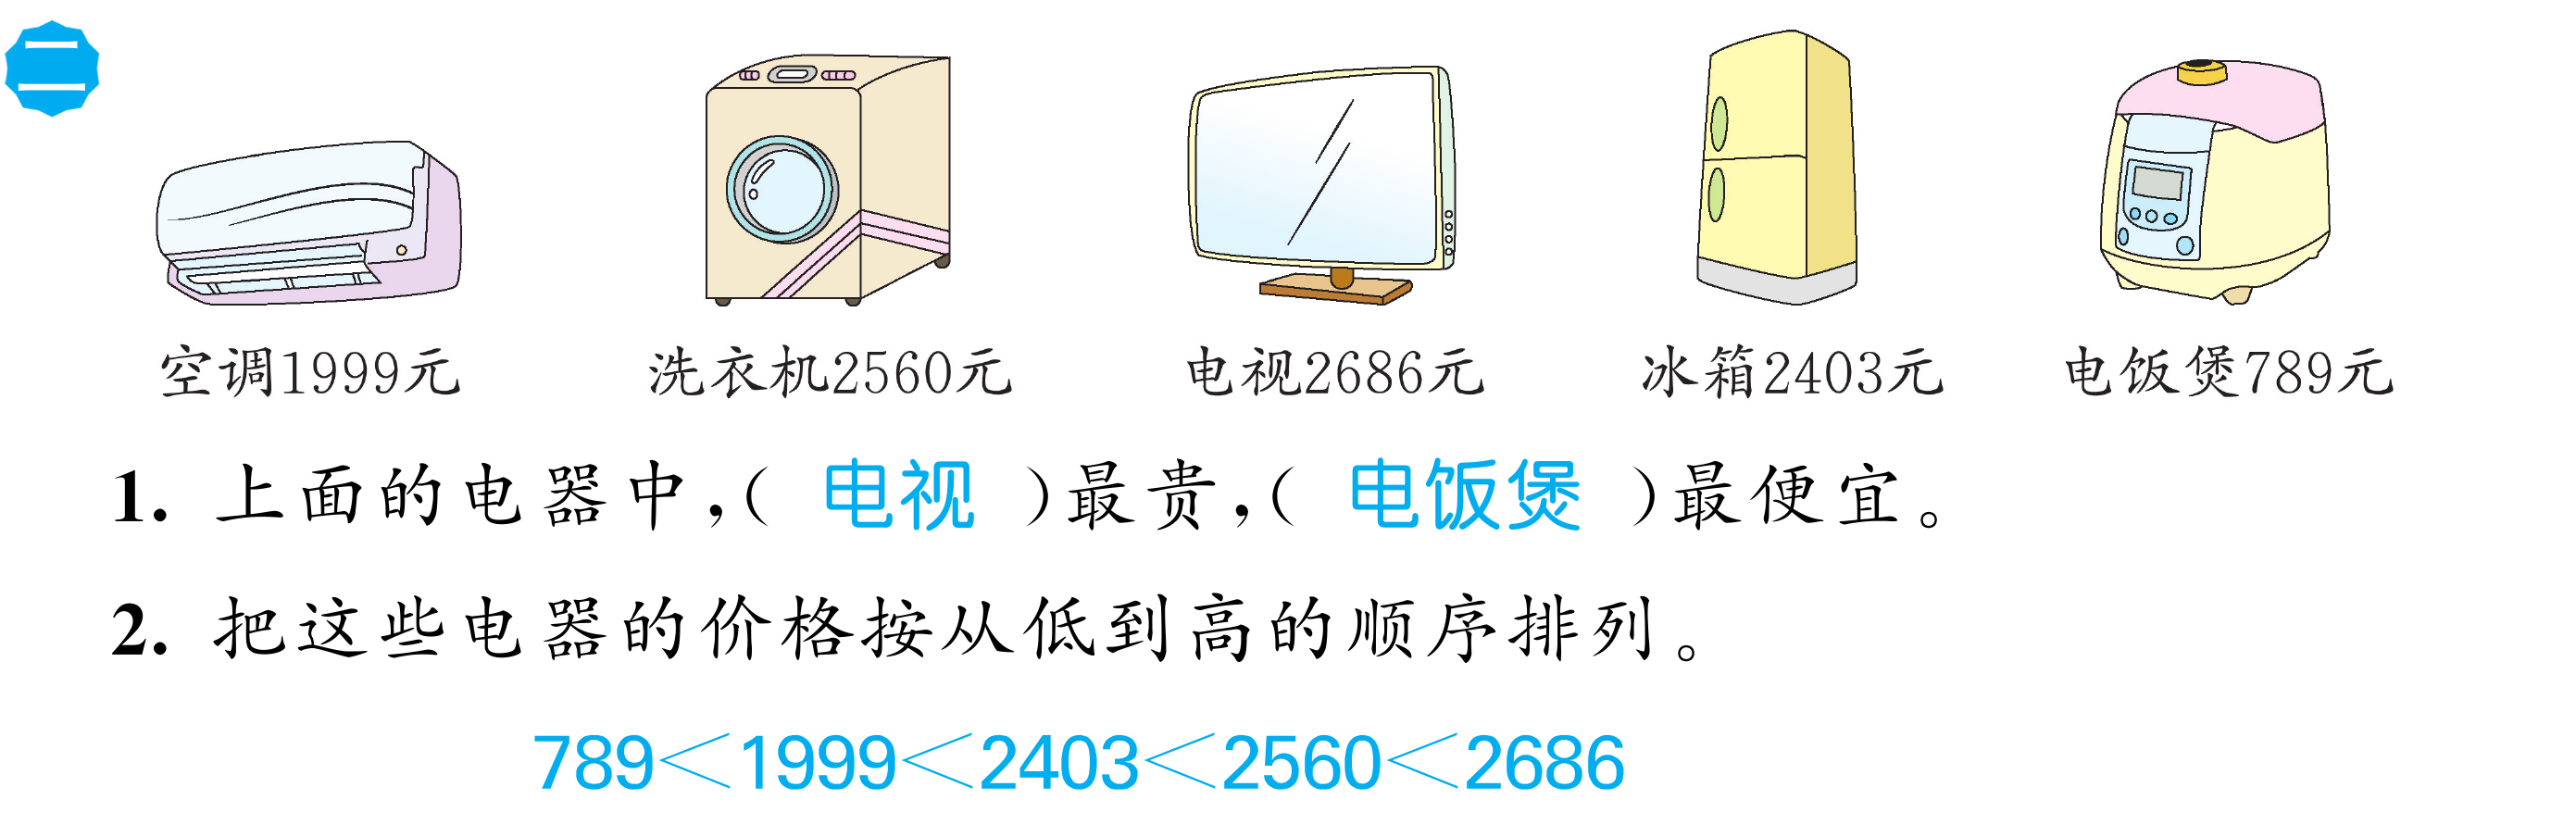 二
空调1999元 洗衣机2560元 电视2686元 冰箱2403元 电饭煲789元
1. 上面的电器中,( 电视 )最贵,( 电饭煲 )最便宜。
2. 把这些电器的价格按从低到高的顺序排列。
789<1999<2403<2560<2686